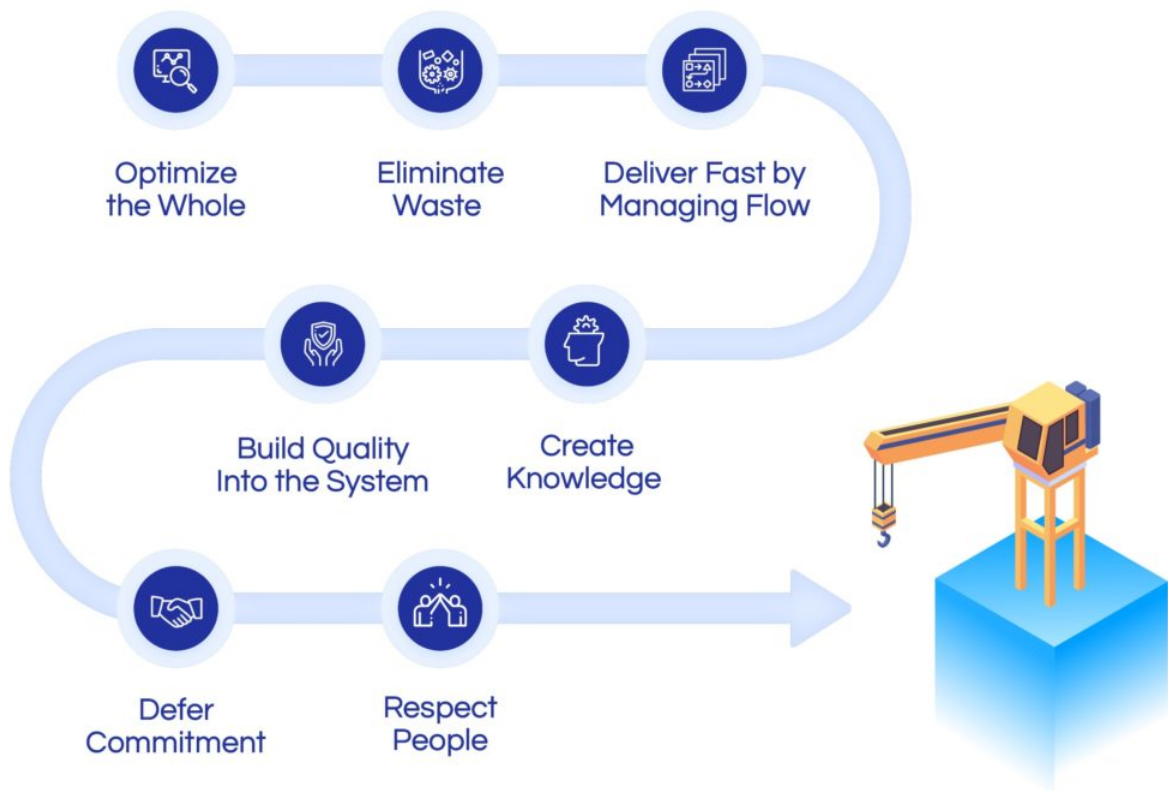 Optimize
the Whole
Eliminate
Waste
Deliver Fast by
Managing Flow
Build Quality
Into the System
Create
Knowledge
Defer
Commitment
Respect
People